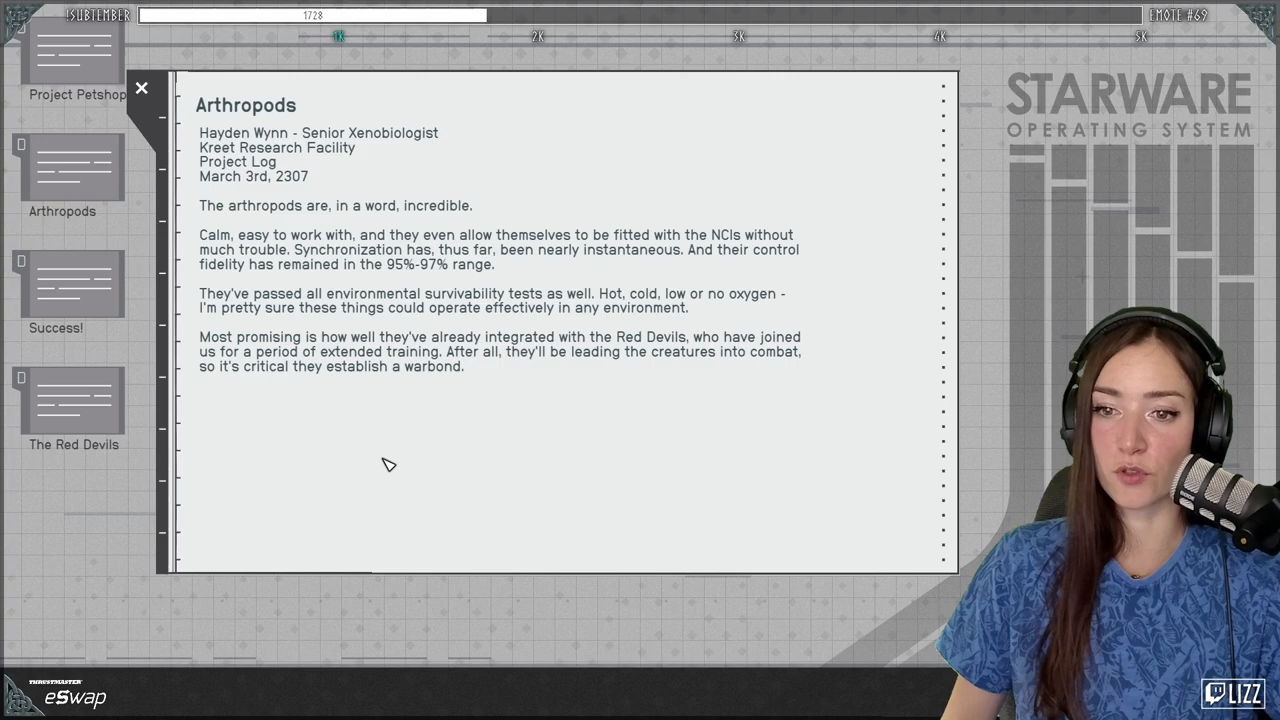 !SUBTEMBER
1728
EMOTE #69
1K
2K
3K
4K
5K
Project Petshop
Arthropods
Success!
The Red Devils
Arthropods
Hayden Wynn - Senior Xenobiologist
Kreet Research Facility
Project Log
March 3rd, 2307
The arthropods are, in a word, incredible.
Calm, easy to work with, and they even allow themselves to be fitted with the NCIs without
much trouble. Synchronization has, thus far, been nearly instantaneous. And their control
fidelity has remained in the 95%-97% range.
They've passed all environmental survivability tests as well. Hot, cold, low or no oxygen -
I'm pretty sure these things could operate effectively in any environment.
Most promising is how well they've already integrated with the Red Devils, who have joined
us for a period of extended training. After all, they'll be leading the creatures into combat,
so it's critical they establish a warbond.
STARWARE
OPERATING SYSTEM
THRUSTMASTER
eSwap
LIZZ